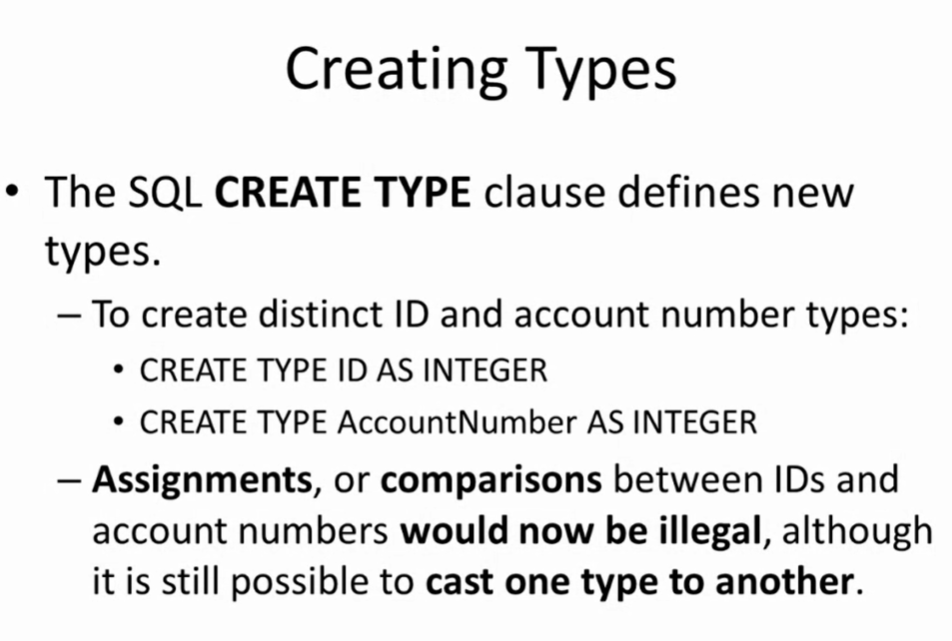 Creating Types
• The SQL CREATE TYPE clause defines new
types.
– To create distinct ID and account number types:
• CREATE TYPE ID AS INTEGER
• CREATE TYPE AccountNumber AS INTEGER
– Assignments, or comparisons between IDs and
account numbers would now be illegal, although
it is still possible to cast one type to another.